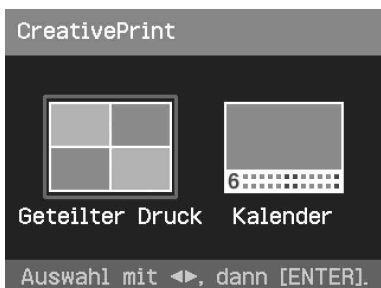 CreativePrint
6
Geteilter Druck Kalender
Auswahl mit ◄►, dann [ENTER].